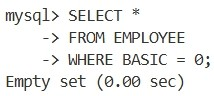 mysql> SELECT *
    -> FROM EMPLOYEE
    -> WHERE BASIC = 0;
Empty set (0.00 sec)